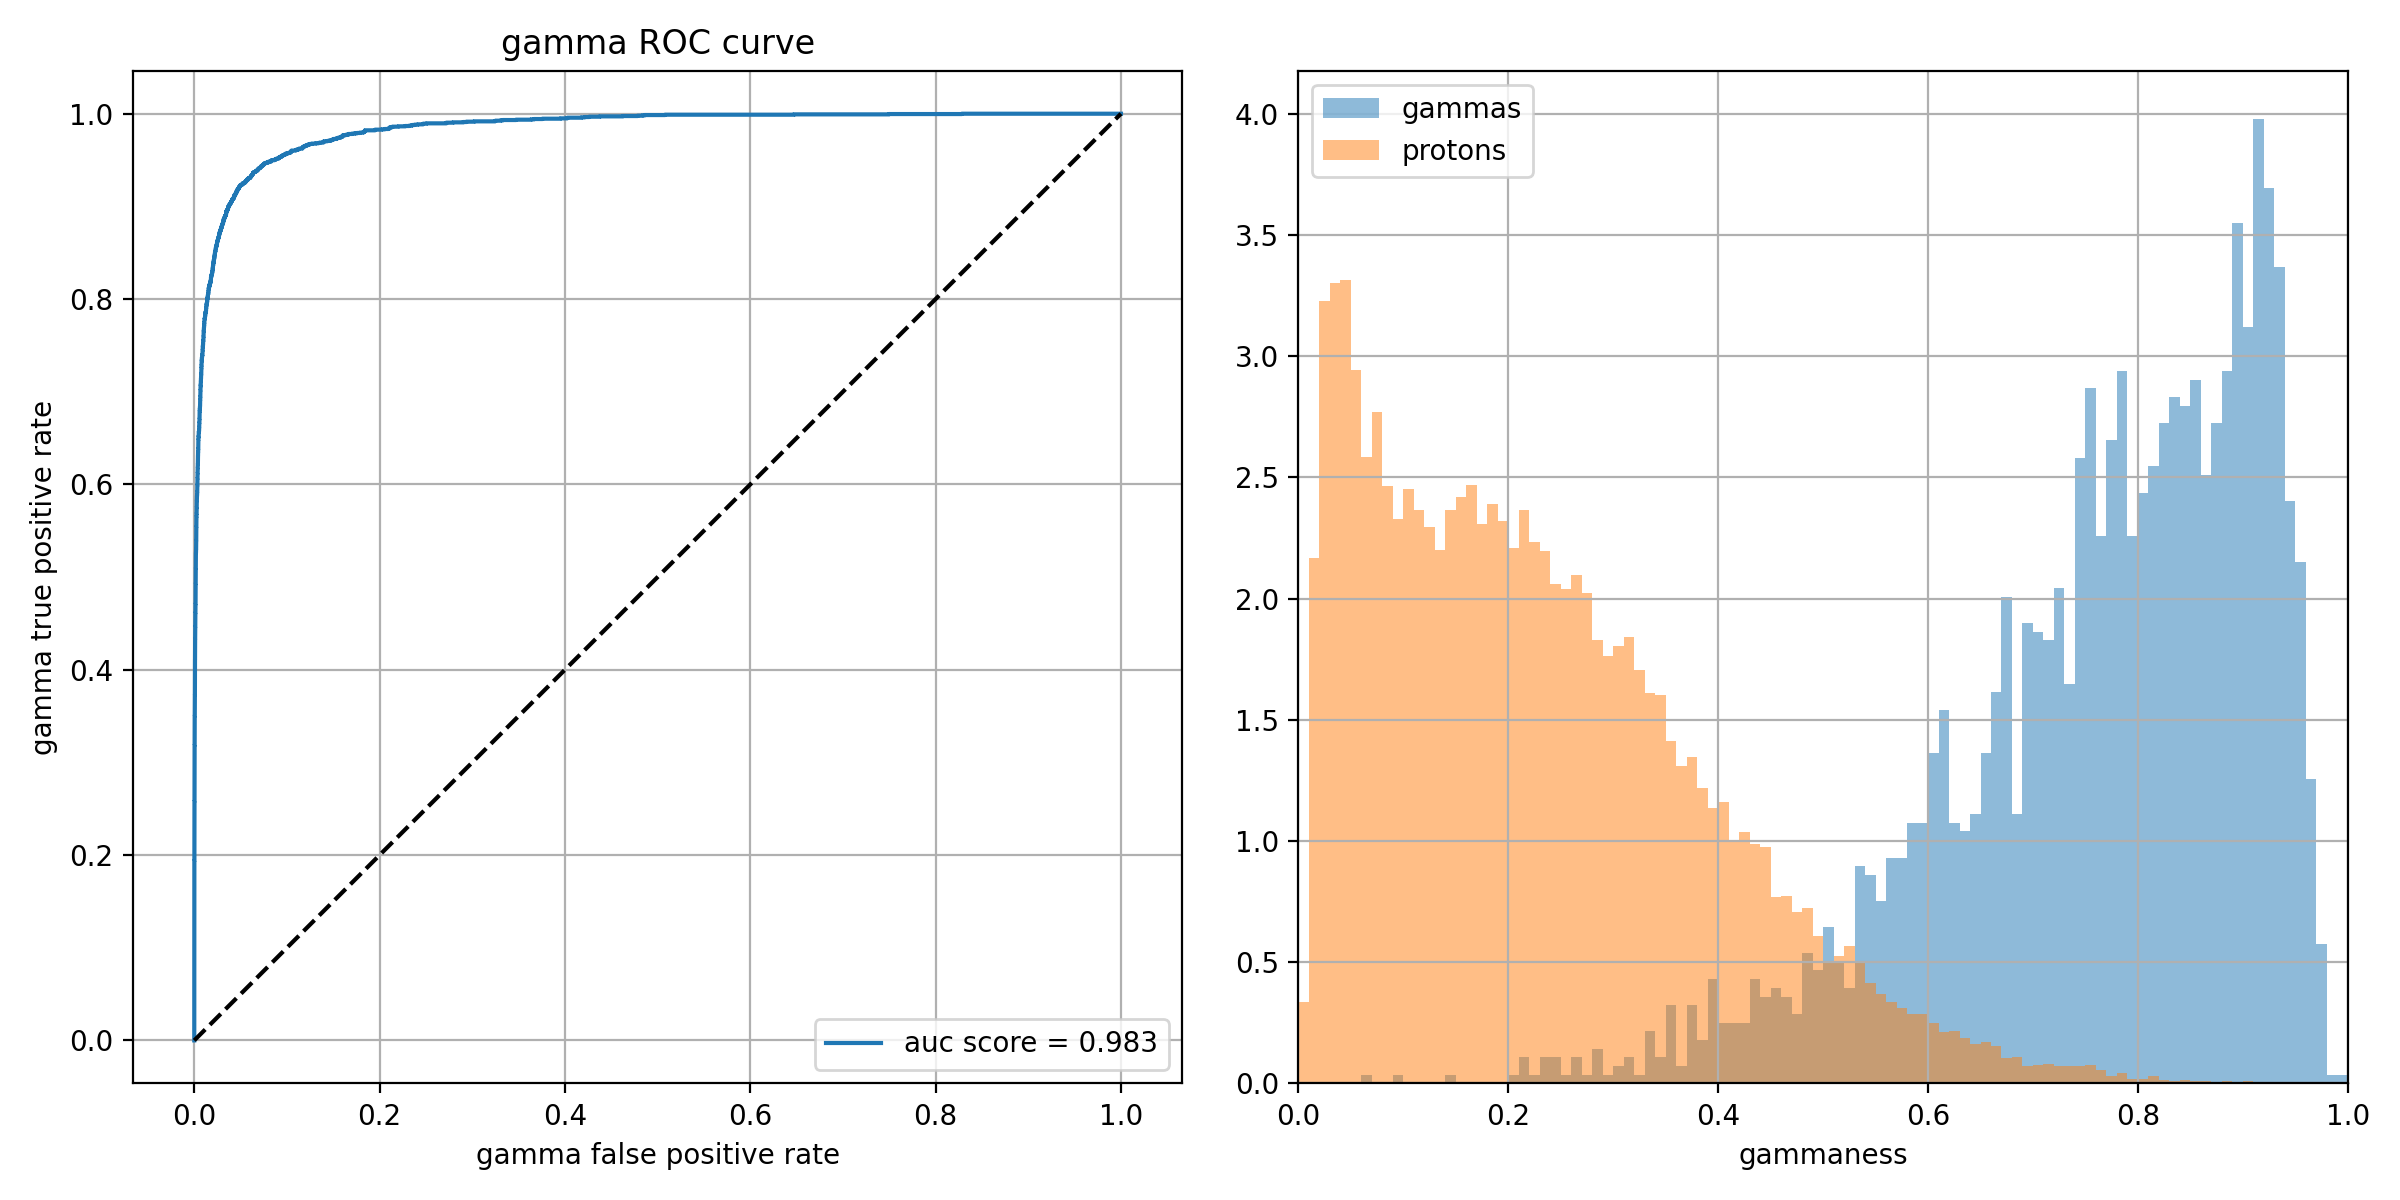 gamma ROC curve
gamma true positive rate
1.0
0.8
0.6
0.4
0.2
0.0
auc score = 0.983
0.0 0.2 0.4 0.6 0.8 1.0
gamma false positive rate
gammas
protons
4.0
3.5
3.0
2.5
2.0
1.5
1.0
0.5
0.0
0.0 0.2 0.4 0.6 0.8 1.0
gammaness